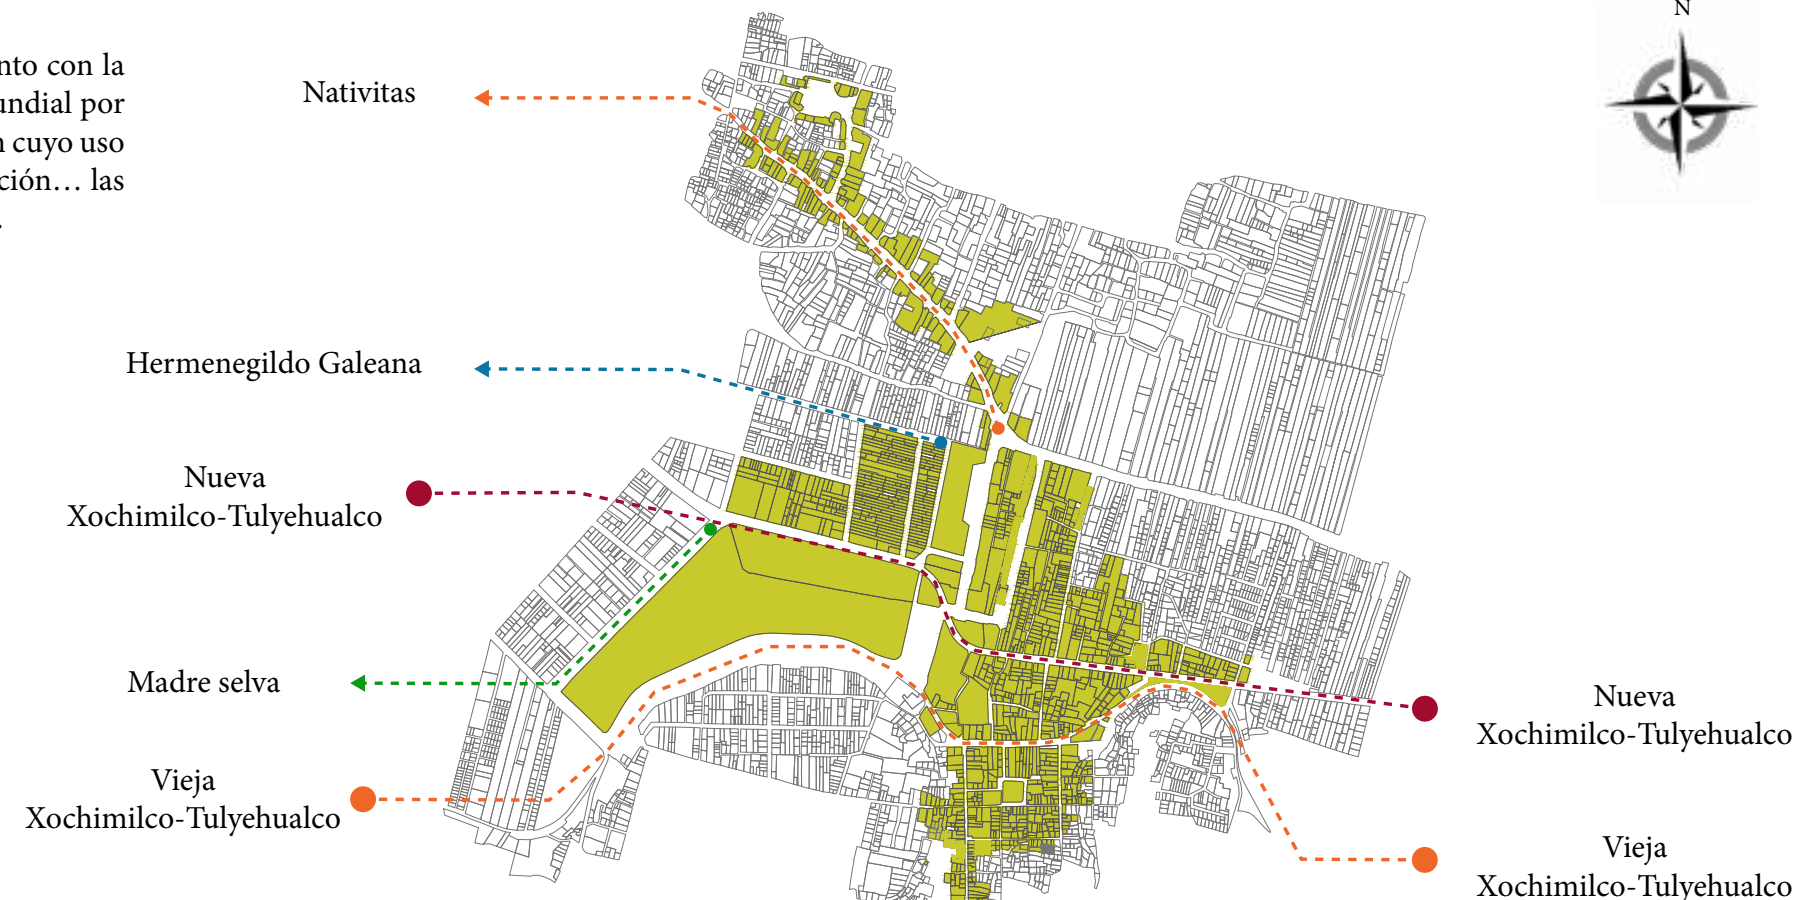 nto con la
undial por
n cuyo uso
ción… las
.
N
Nativitas
Hermenegildo Galeana
Nueva
Xochimilco-Tulyehualco
Madre selva
Vieja
Xochimilco-Tulyehualco
Nueva
Xochimilco-Tulyehualco
Vieja
Xochimilco-Tulyehualco